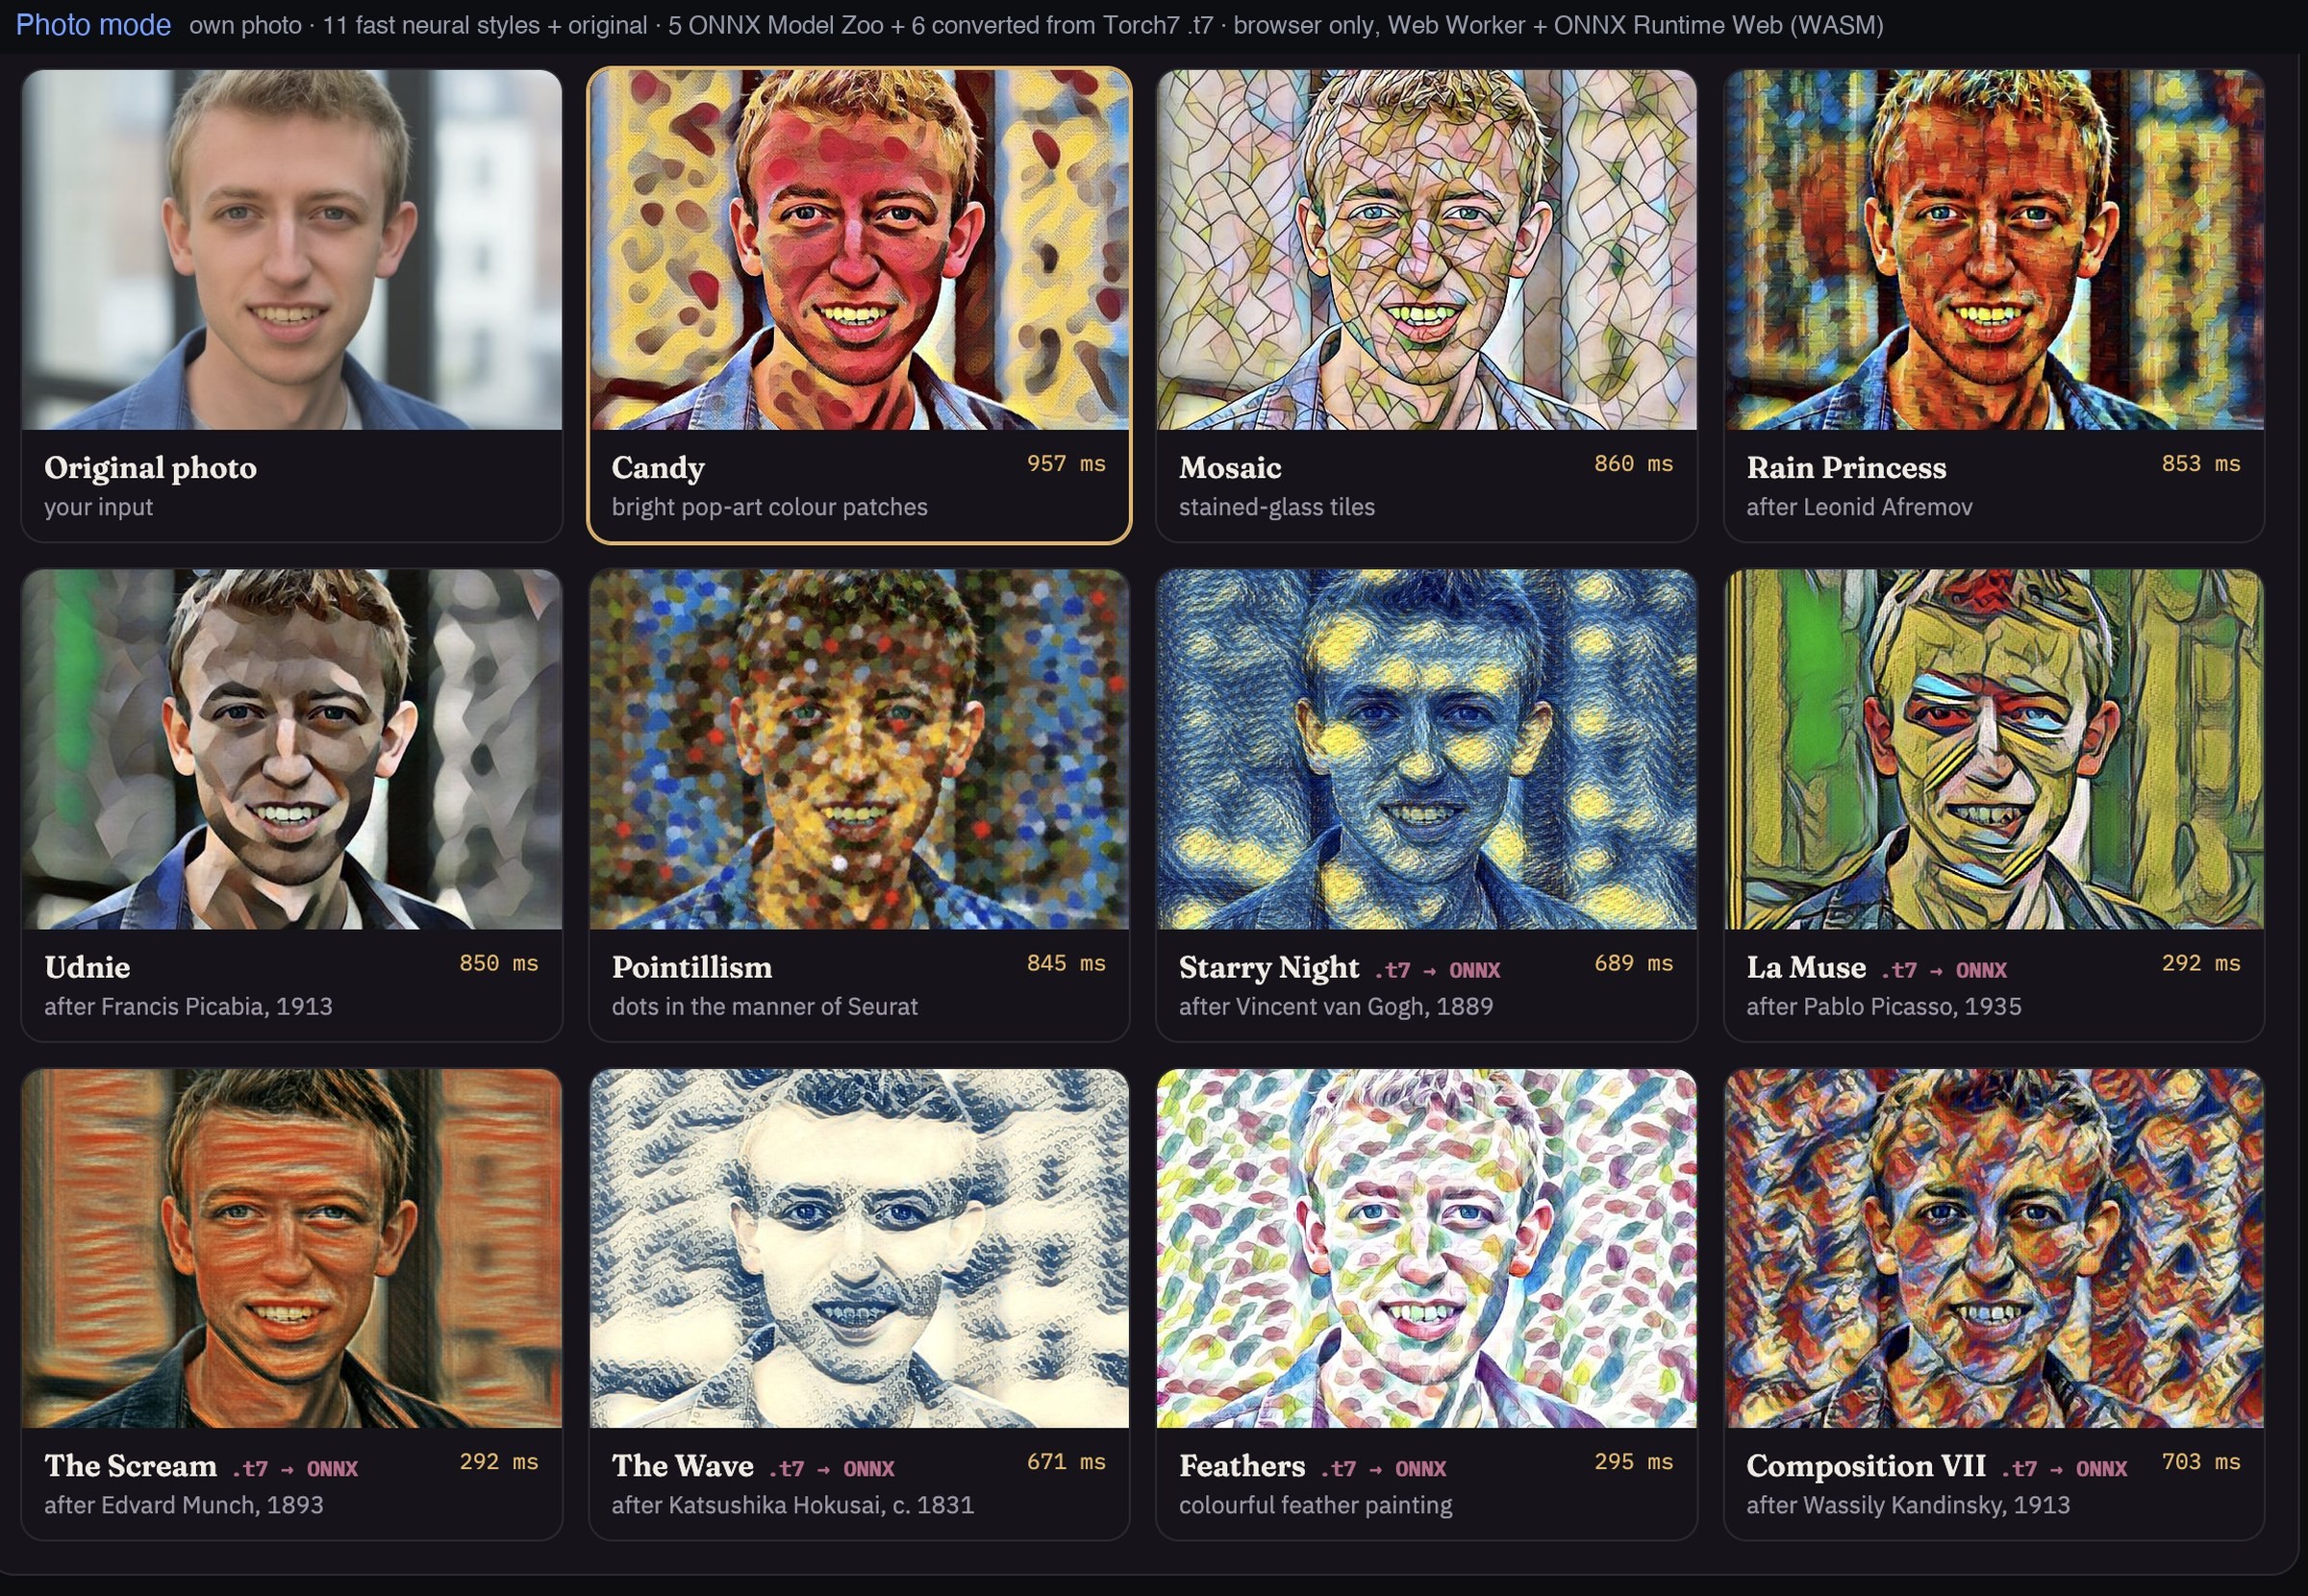 Photo mode own photo · 11 fast neural styles + original · 5 ONNX Model Zoo + 6 converted from Torch7 .t7 · browser only, Web Worker + ONNX Runtime Web (WASM)
Original photo
your input
Candy 957 ms
bright pop-art colour patches
Mosaic 860 ms
stained-glass tiles
Rain Princess 853 ms
after Leonid Afremov
Udnie 850 ms
after Francis Picabia, 1913
Pointillism 845 ms
dots in the manner of Seurat
Starry Night .t7 → ONNX 689 ms
after Vincent van Gogh, 1889
La Muse .t7 → ONNX 292 ms
after Pablo Picasso, 1935
The Scream .t7 → ONNX 292 ms
after Edvard Munch, 1893
The Wave .t7 → ONNX 671 ms
after Katsushika Hokusai, c. 1831
Feathers .t7 → ONNX 295 ms
colourful feather painting
Composition VII .t7 → ONNX 703 ms
after Wassily Kandinsky, 1913